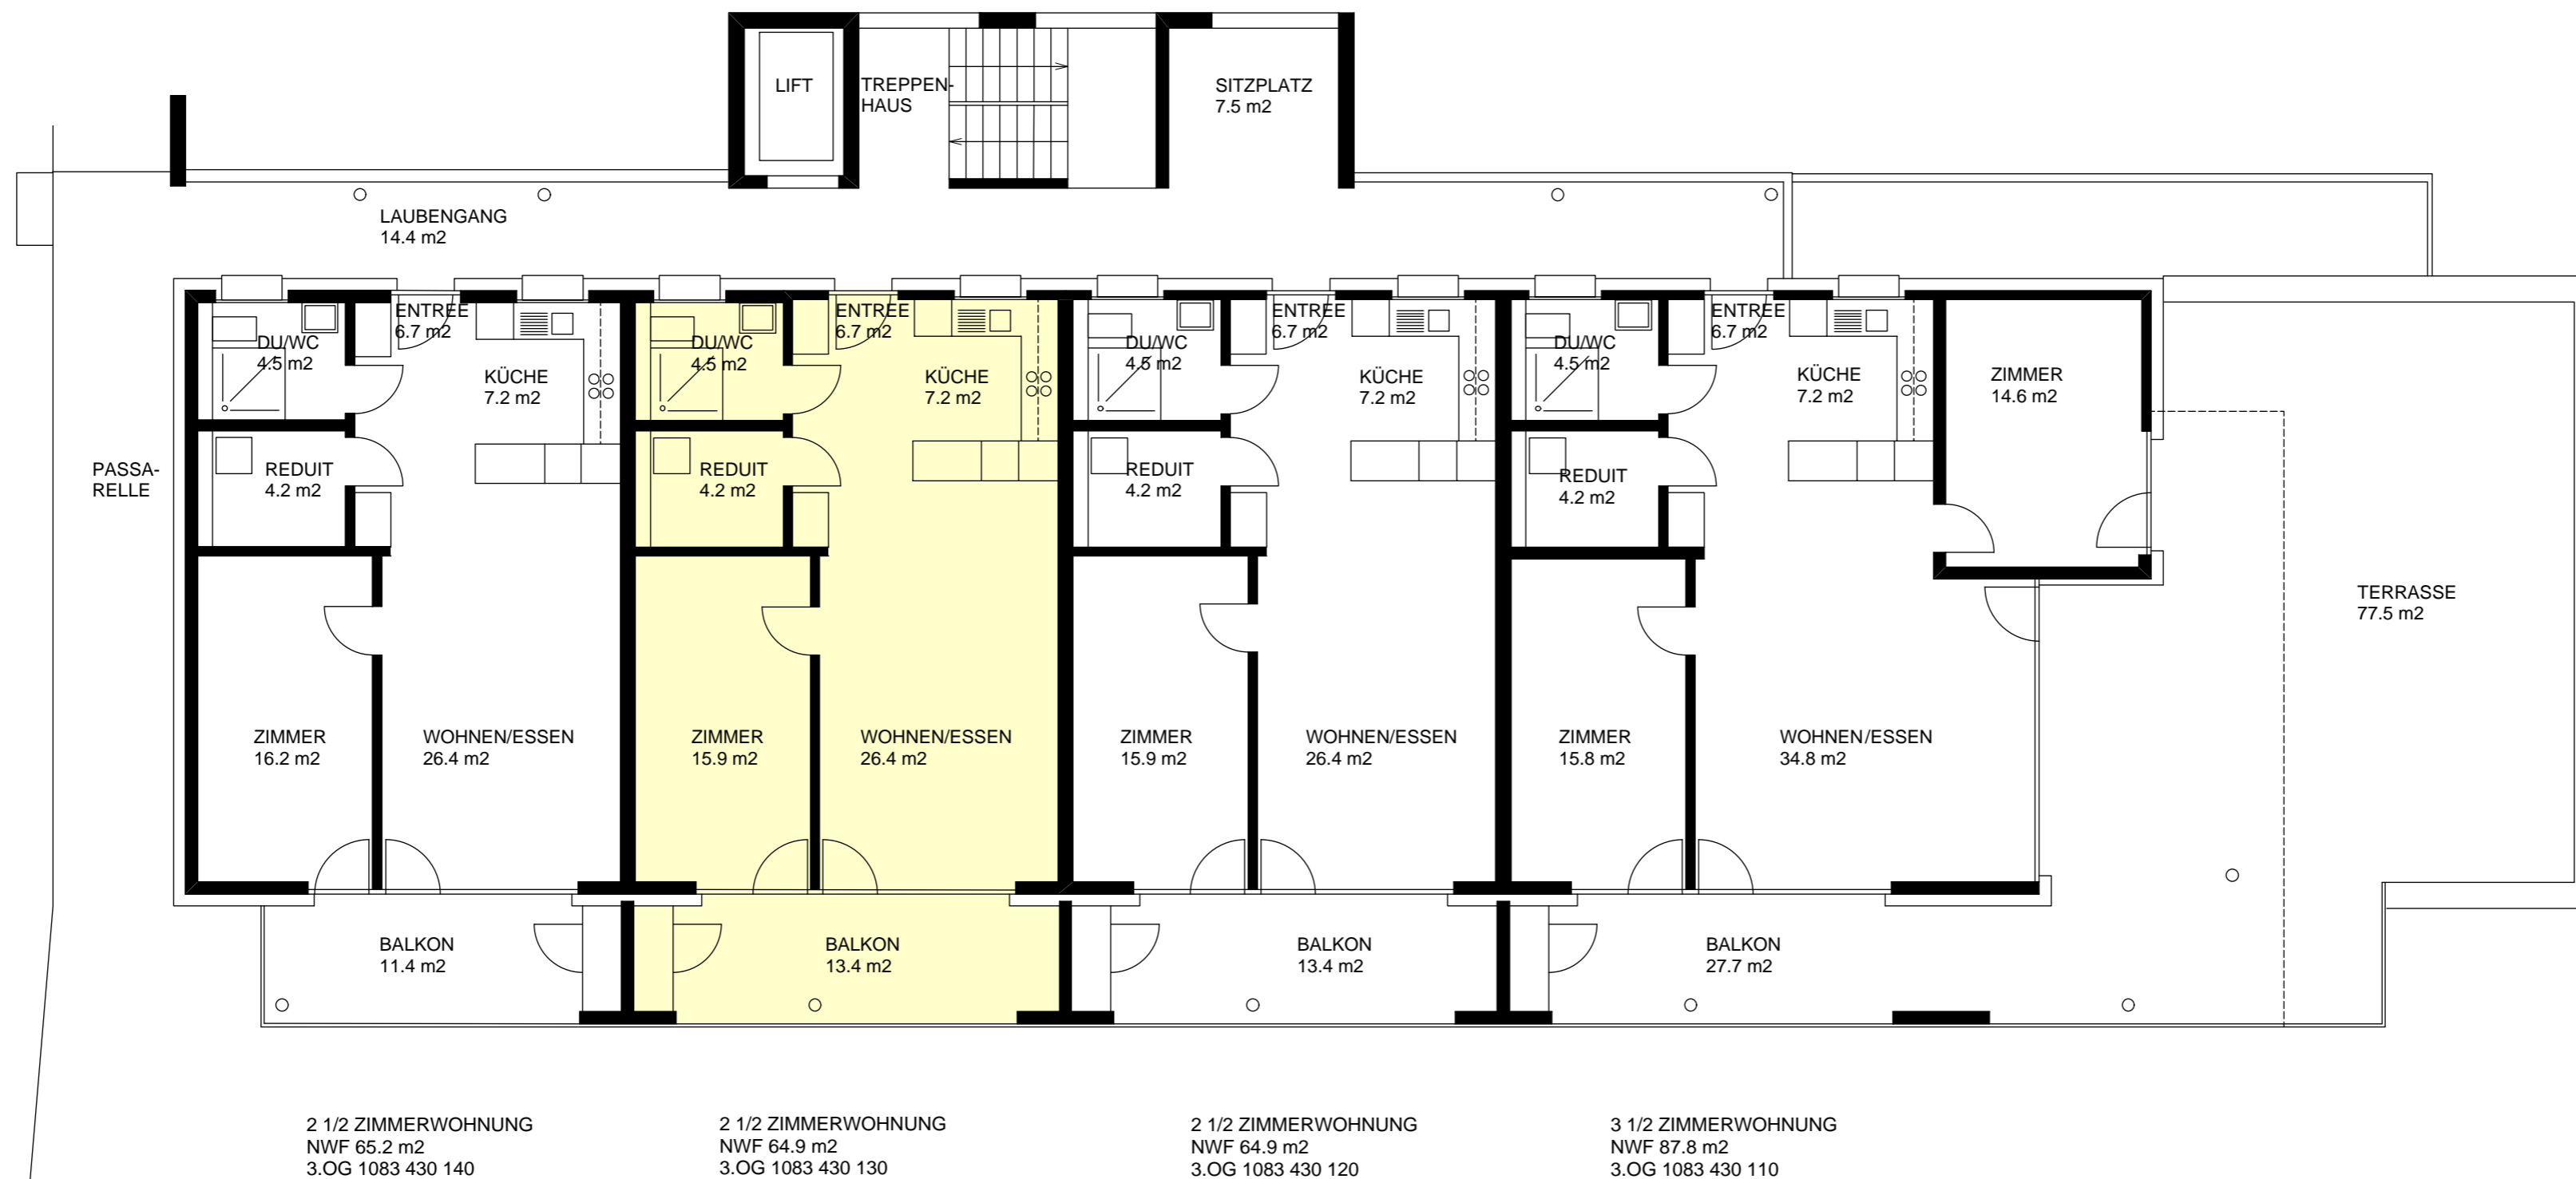 LIFT
TREPPEN-
HAUS
SITZPLATZ
7.5 m2
LAUBENGANG
14.4 m2
ENTREE
6.7 m2
DU/WC
4.5 m2
KÜCHE
7.2 m2
REDUIT
4.2 m2
PASSA-
RELLE
ZIMMER
16.2 m2
WOHNEN/ESSEN
26.4 m2
BALKON
11.4 m2
ENTREE
6.7 m2
DU/WC
4.5 m2
KÜCHE
7.2 m2
REDUIT
4.2 m2
ZIMMER
15.9 m2
WOHNEN/ESSEN
26.4 m2
BALKON
13.4 m2
ENTREE
6.7 m2
DU/WC
4.5 m2
KÜCHE
7.2 m2
REDUIT
4.2 m2
ZIMMER
15.9 m2
WOHNEN/ESSEN
26.4 m2
BALKON
13.4 m2
ENTREE
6.7 m2
DU/WC
4.5 m2
KÜCHE
7.2 m2
ZIMMER
14.6 m2
REDUIT
4.2 m2
TERRASSE
77.5 m2
ZIMMER
15.8 m2
WOHNEN/ESSEN
34.8 m2
BALKON
27.7 m2
2 1/2 ZIMMERWOHNUNG
NWF 65.2 m2
3.OG 1083 430 140
2 1/2 ZIMMERWOHNUNG
NWF 64.9 m2
3.OG 1083 430 130
2 1/2 ZIMMERWOHNUNG
NWF 64.9 m2
3.OG 1083 430 120
3 1/2 ZIMMERWOHNUNG
NWF 87.8 m2
3.OG 1083 430 110